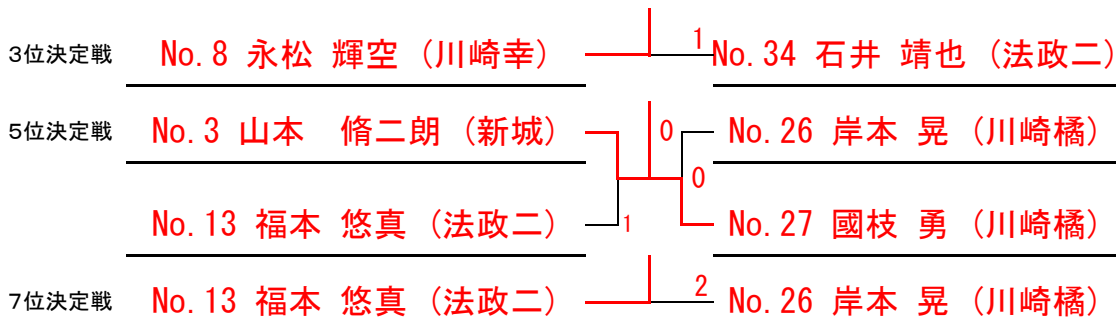 3位決定戦 No.8 永松 輝空 (川崎幸) 1 No.34 石井 靖也 (法政二)
5位決定戦 No.3 山本 脩二朗 (新城) 0 No.26 岸本 晃 (川崎橘)
0
No.13 福本 悠真 (法政二) 1 No.27 國枝 勇 (川崎橘)
7位決定戦 No.13 福本 悠真 (法政二) 2 No.26 岸本 晃 (川崎橘)